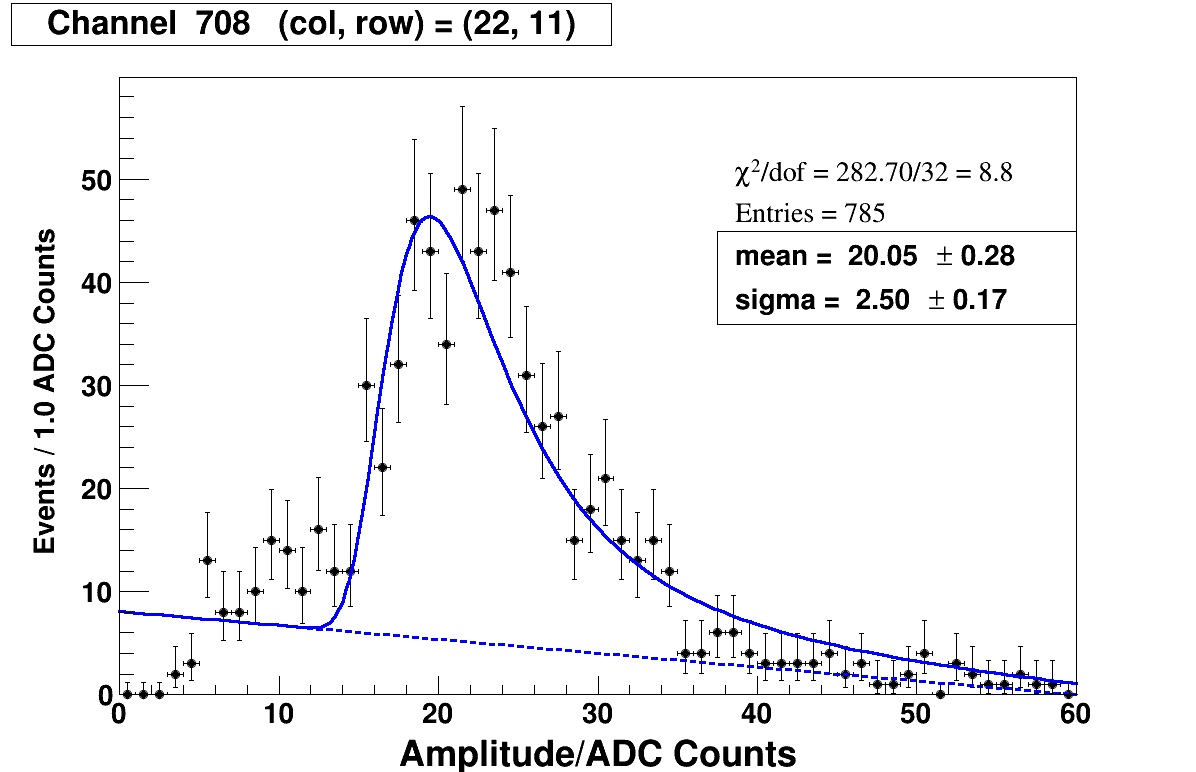 Channel 708 (col, row) = (22, 11)
χ²/dof = 282.70/32 = 8.8
Entries = 785
mean = 20.05 ± 0.28
sigma = 2.50 ± 0.17
Events / 1.0 ADC Counts
50
40
30
20
10
0
0 10 20 30 40 50 60
Amplitude/ADC Counts